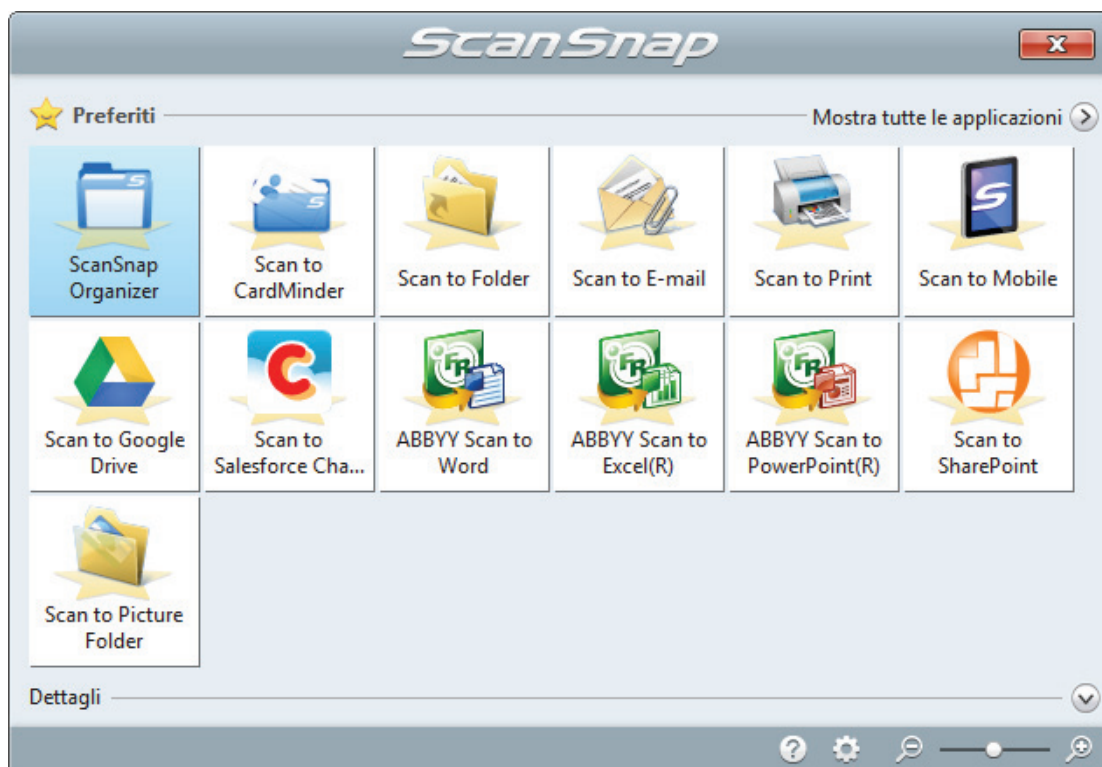 ScanSnap
Preferiti
Mostra tutte le applicazioni
ScanSnap
Organizer
Scan to
CardMinder
Scan to Folder
Scan to E-mail
Scan to Print
Scan to Mobile
Scan to Google
Drive
Scan to
Salesforce Cha...
ABBYY Scan to
Word
ABBYY Scan to
Excel(R)
ABBYY Scan to
PowerPoint(R)
Scan to
SharePoint
Scan to Picture
Folder
Dettagli